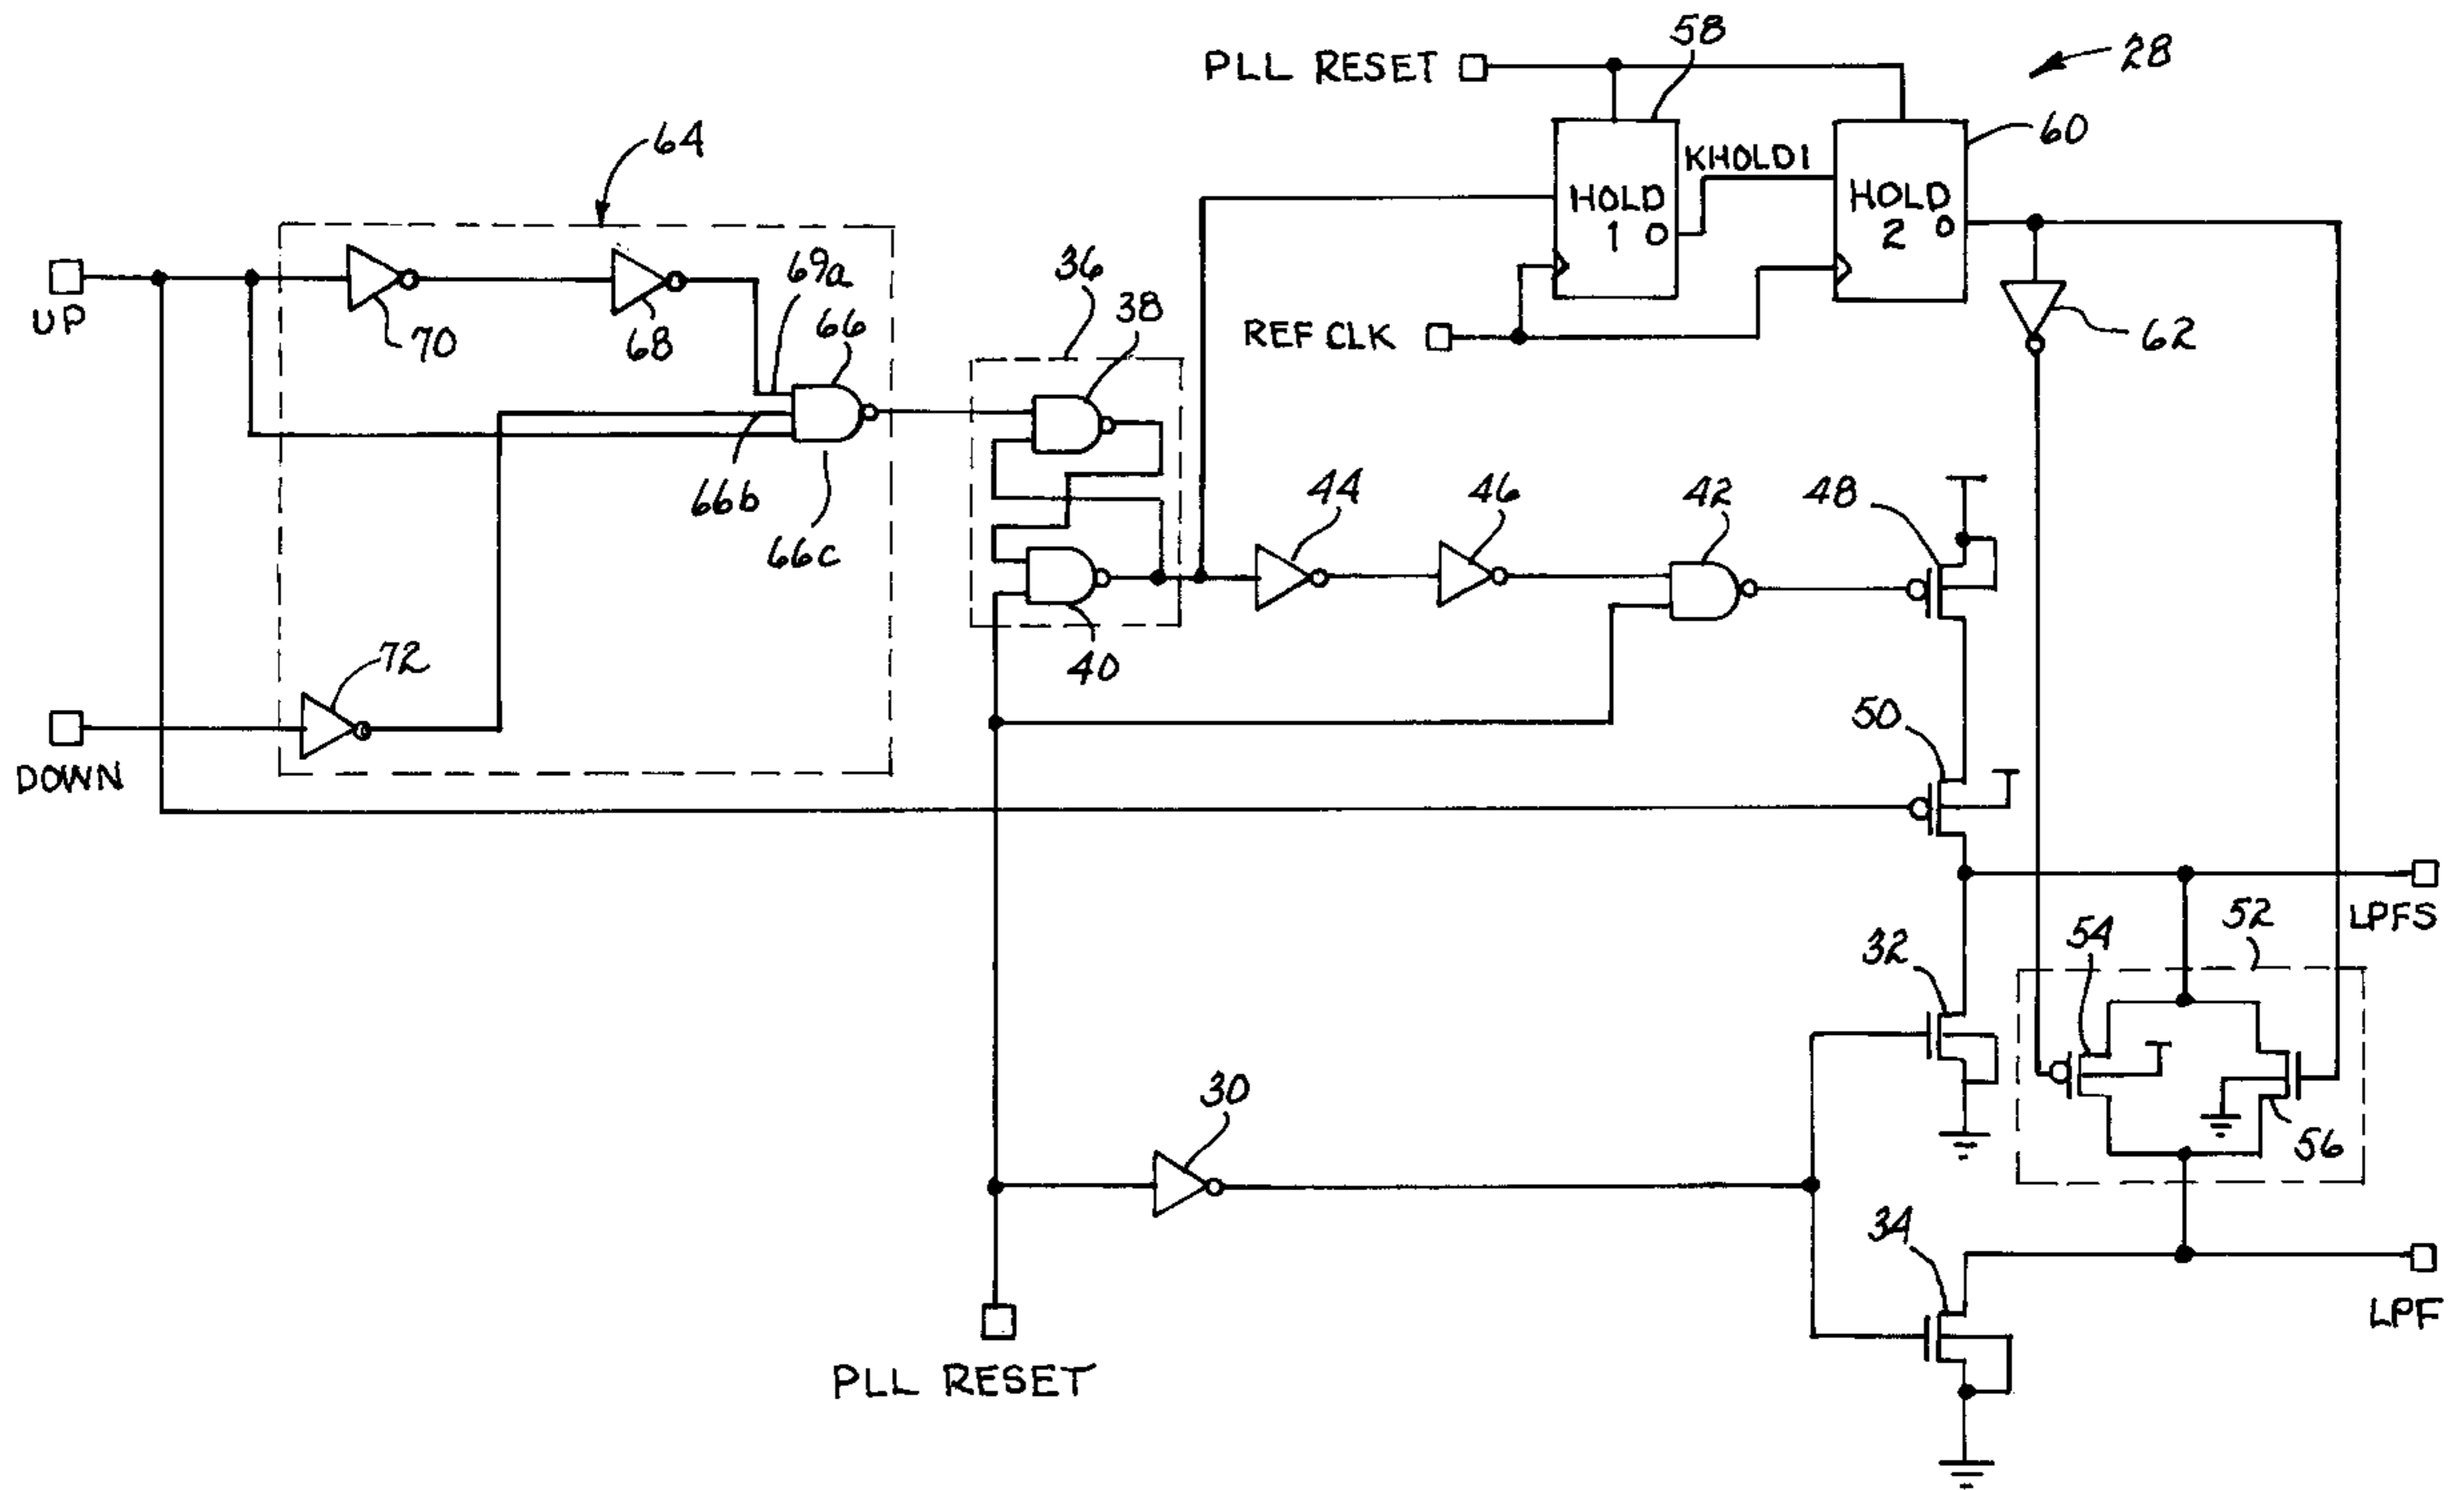 58
PLL RESET
28
64
60
KHOLD1
HOLD
1 O
HOLD
2 O
69a
36
38
UP
70
68
66
REF CLK
62
66b
66c
44
46
42
48
72
40
50
DOWN
LPFS
52
54
32
30
56
34
LPF
PLL RESET